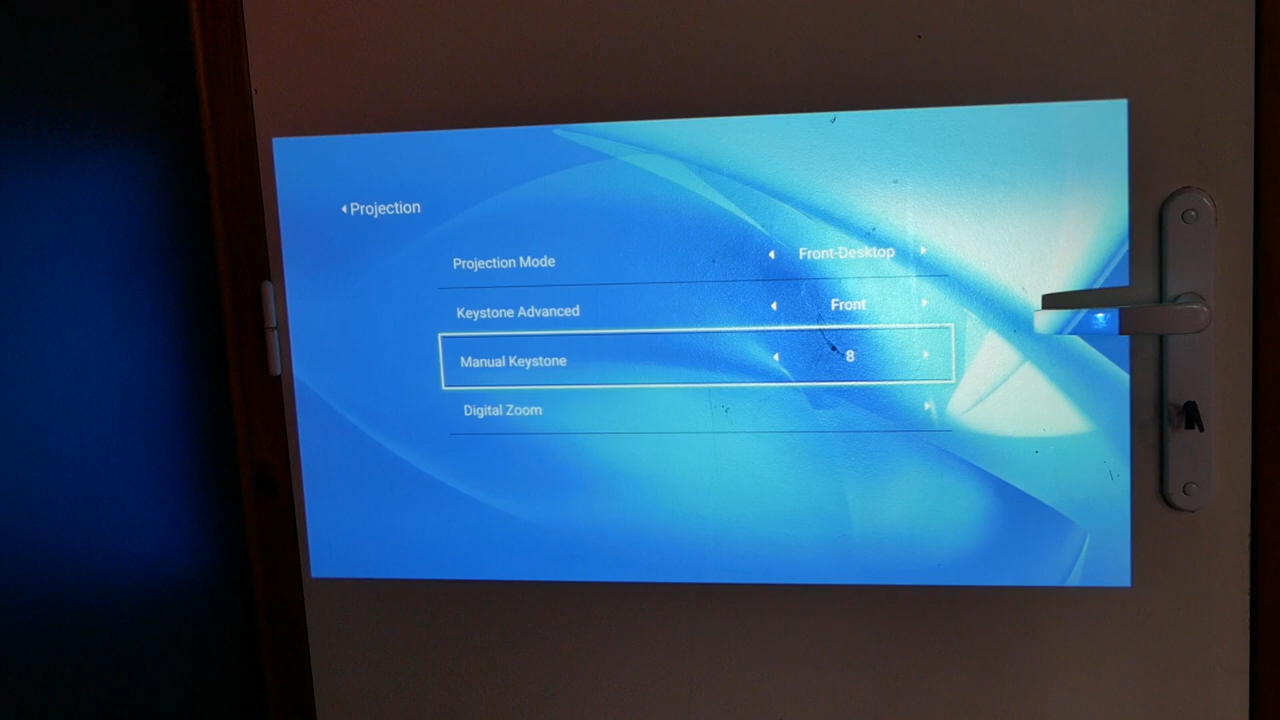 Projection
Projection Mode Front-Desktop
Keystone Advanced Front
Manual Keystone 8
Digital Zoom